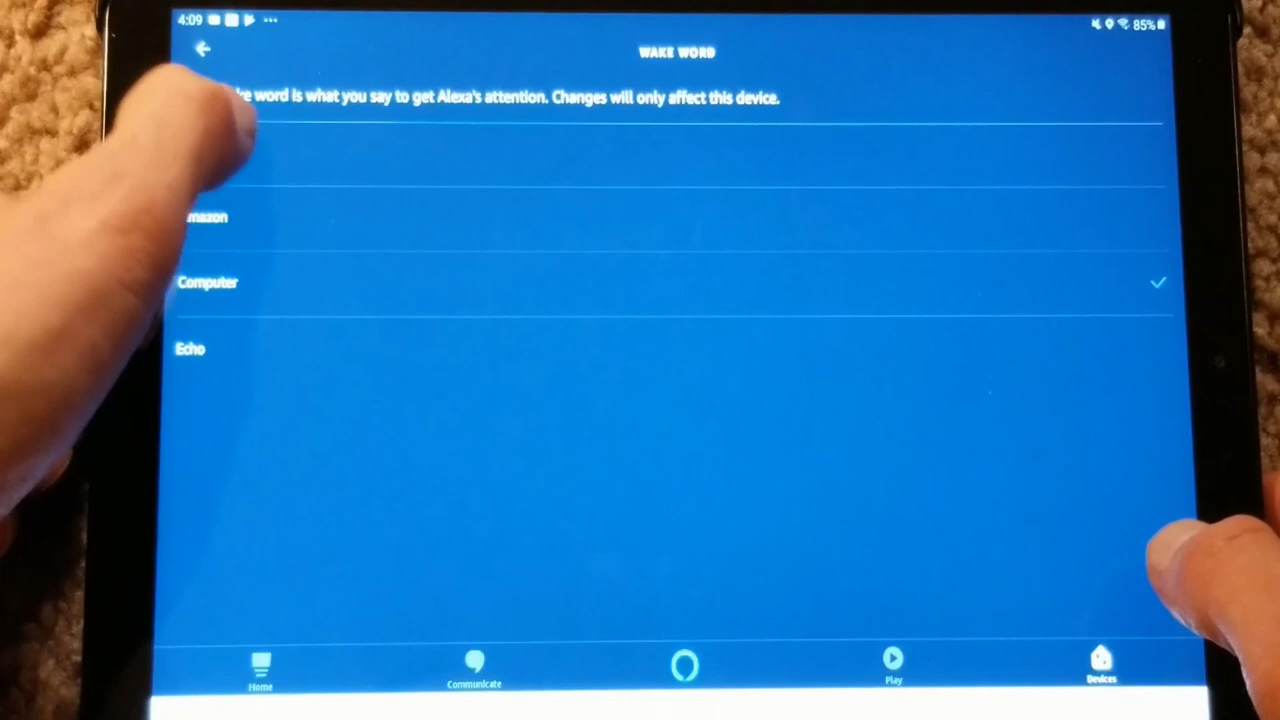 4:09
85%
WAKE WORD
word is what you say to get Alexa's attention. Changes will only affect this device.
mazon
Computer
Echo
Home
Communicate
Play
Devices